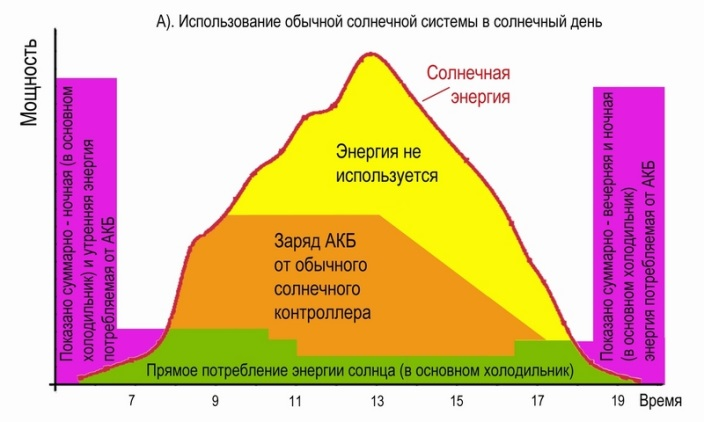 А). Использование обычной солнечной системы в солнечный день
Мощность
Показано суммарно - ночная (в основном
холодильник) и утренняя энергия
потребляемая от АКБ
Солнечная
энергия
Энергия не
используется
Заряд АКБ
от обычного
солнечного
контроллера
Прямое потребление энергии солнца (в основном холодильник)
Показано суммарно - вечерняя и ночная
(в основном холодильник)
энергия потребляемая от АКБ
7 9 11 13 15 17 19 Время